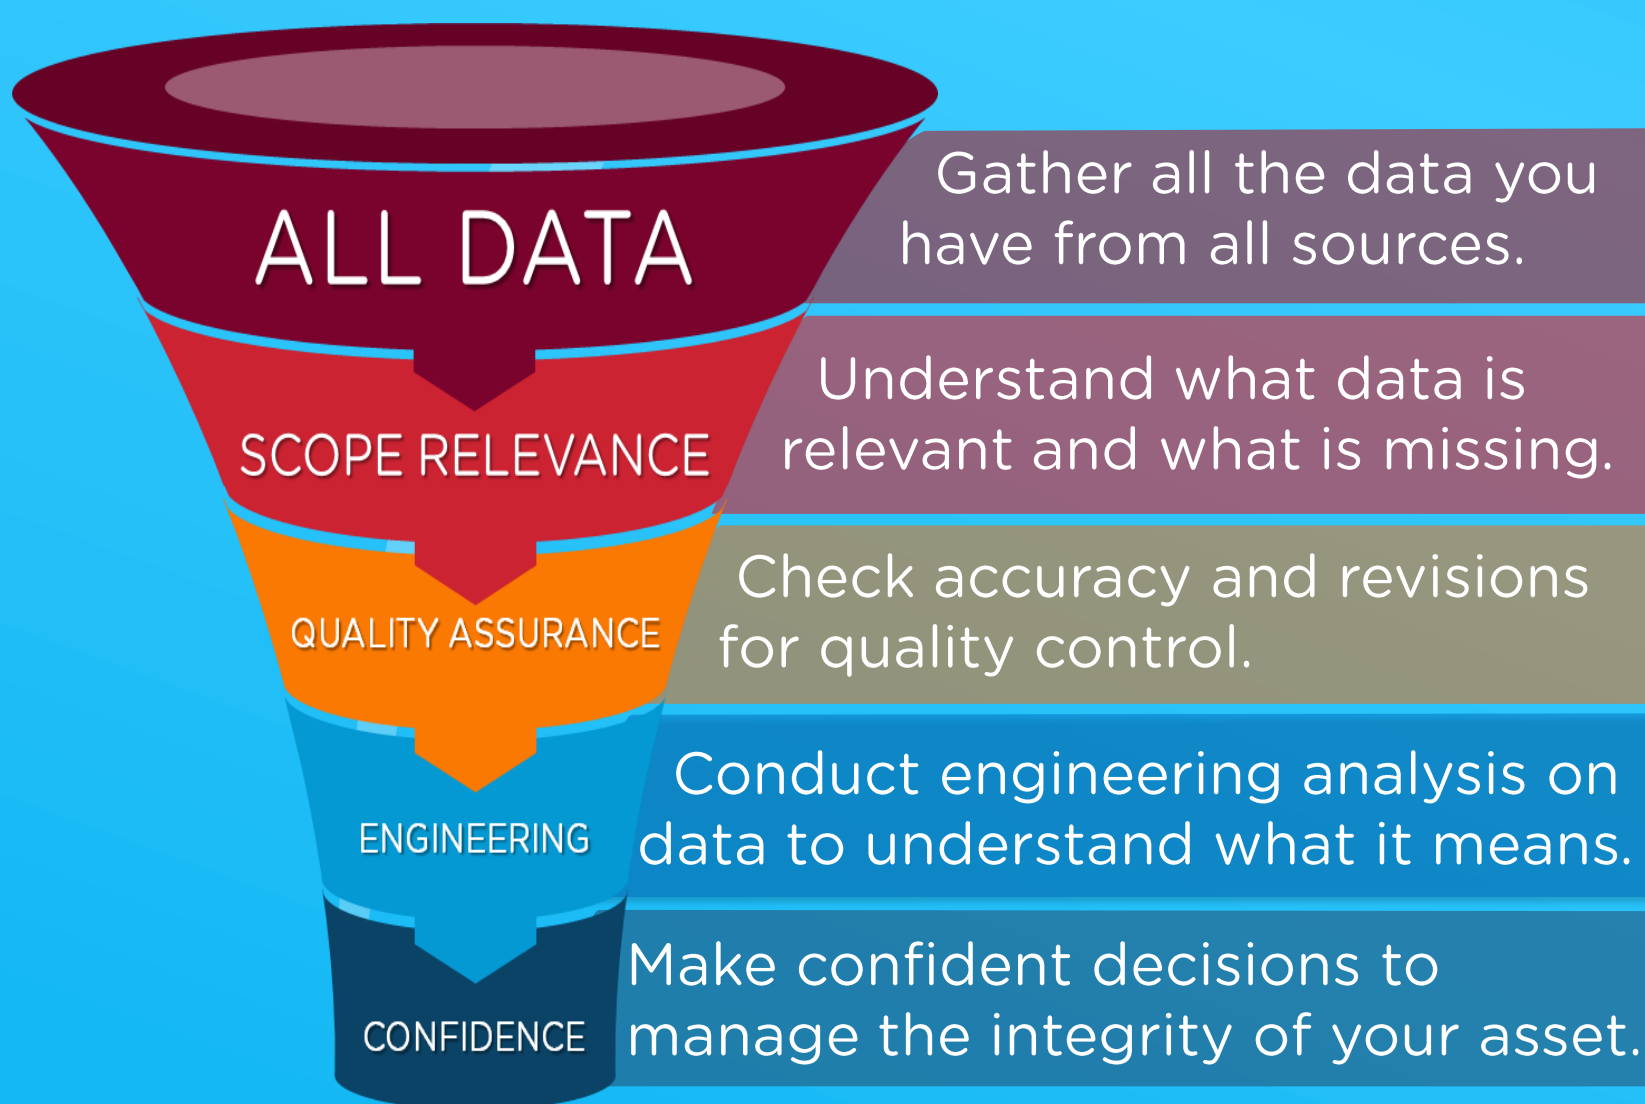 ALL DATA
Gather all the data you
have from all sources.
SCOPE RELEVANCE
Understand what data is
relevant and what is missing.
QUALITY ASSURANCE
Check accuracy and revisions
for quality control.
ENGINEERING
Conduct engineering analysis on
data to understand what it means.
CONFIDENCE
Make confident decisions to
manage the integrity of your asset.